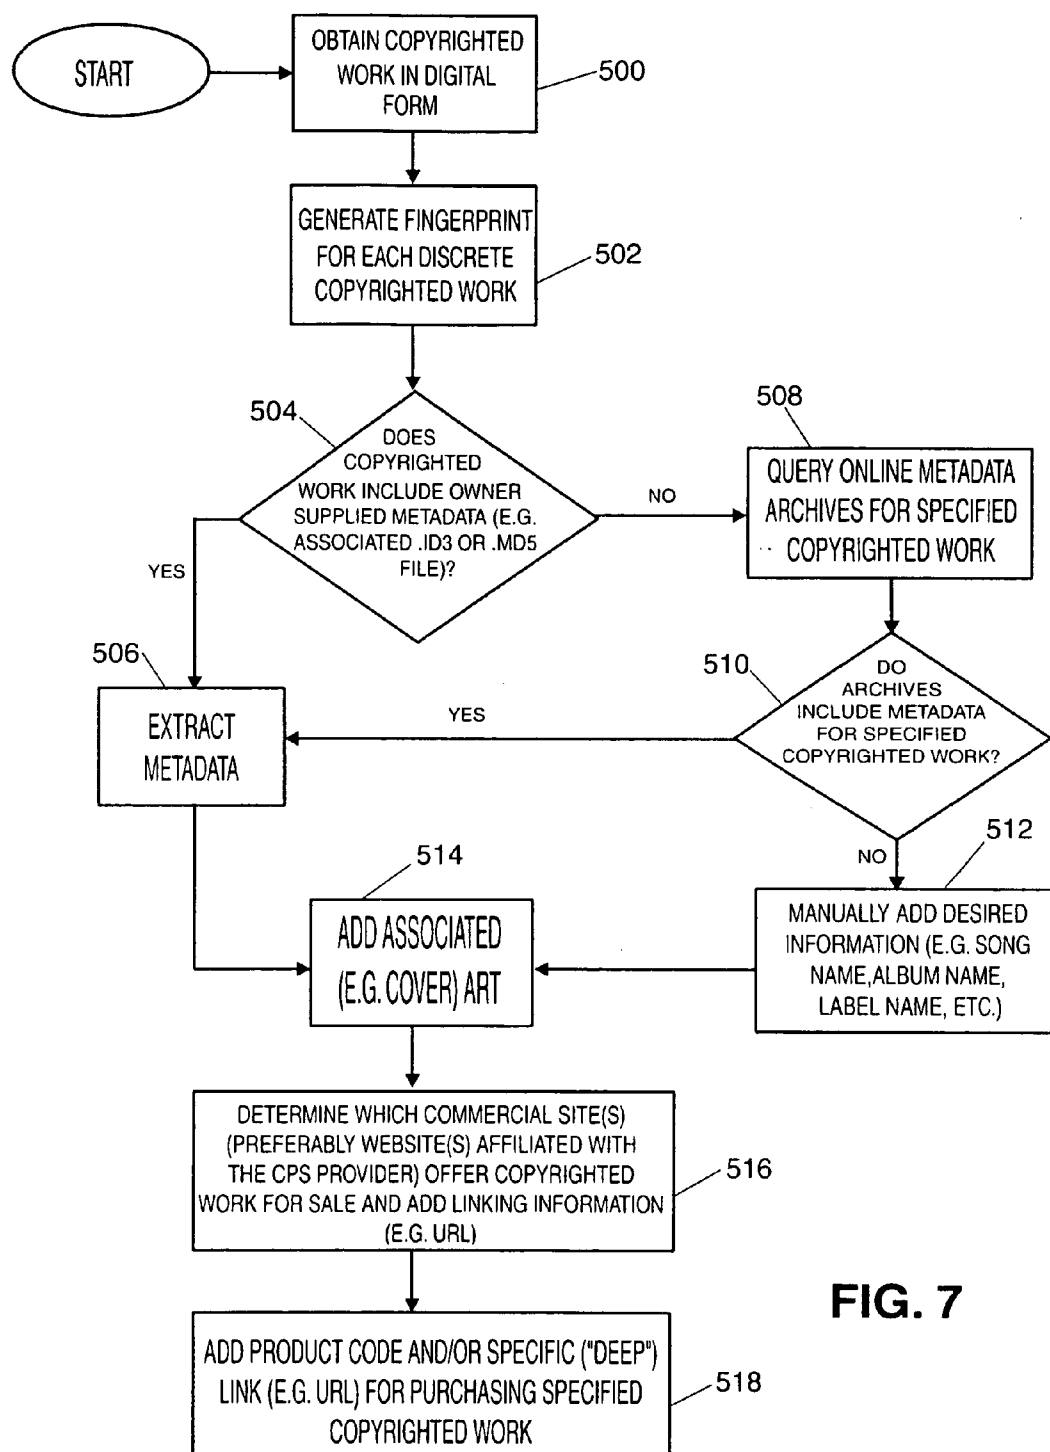 START
OBTAIN COPYRIGHTED
WORK IN DIGITAL
FORM
500
GENERATE FINGERPRINT
FOR EACH DISCRETE
COPYRIGHTED WORK
502
504
DOES
COPYRIGHTED
WORK INCLUDE OWNER
SUPPLIED METADATA (E.G.
ASSOCIATED .ID3 OR .MD5
FILE)?
NO
YES
508
QUERY ONLINE METADATA
ARCHIVES FOR SPECIFIED
COPYRIGHTED WORK
506
EXTRACT
METADATA
YES
510
DO
ARCHIVES
INCLUDE METADATA
FOR SPECIFIED
COPYRIGHTED WORK?
NO
512
MANUALLY ADD DESIRED
INFORMATION (E.G. SONG
NAME,ALBUM NAME,
LABEL NAME, ETC.)
514
ADD ASSOCIATED
(E.G. COVER) ART
DETERMINE WHICH COMMERCIAL SITE(S)
(PREFERABLY WEBSITE(S) AFFILIATED WITH
THE CPS PROVIDER) OFFER COPYRIGHTED
WORK FOR SALE AND ADD LINKING INFORMATION
(E.G. URL)
516
ADD PRODUCT CODE AND/OR SPECIFIC ("DEEP")
LINK (E.G. URL) FOR PURCHASING SPECIFIED
COPYRIGHTED WORK
518
FIG. 7